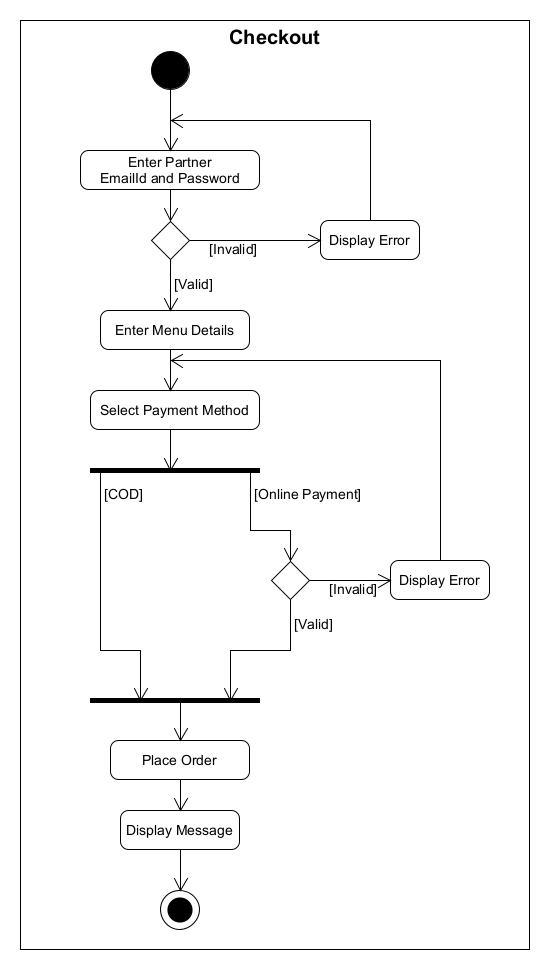 Checkout
Enter Partner
EmailId and Password
[Invalid]
Display Error
[Valid]
Enter Menu Details
Select Payment Method
[COD]
[Online Payment]
[Invalid]
Display Error
[Valid]
Place Order
Display Message